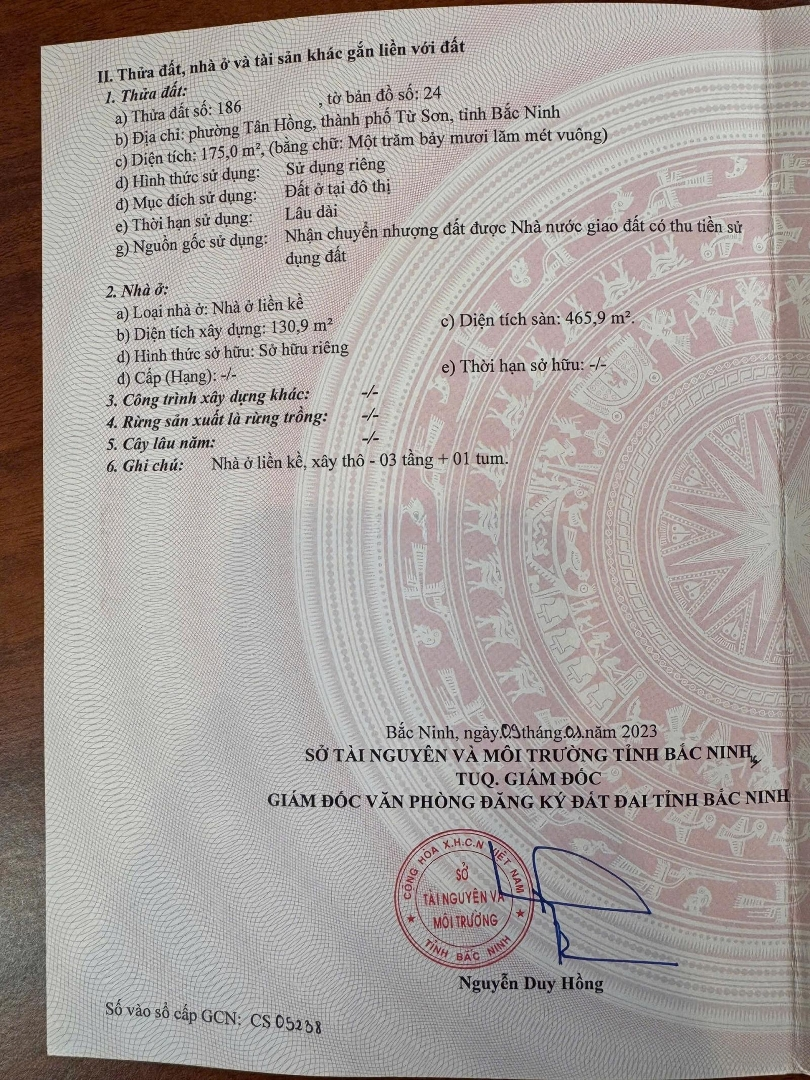 II. Thửa đất, nhà ở và tài sản khác gắn liền với đất
1. Thửa đất:
a) Thửa đất số: 186 , tờ bản đồ số: 24
b) Địa chỉ: phường Tân Hồng, thành phố Từ Sơn, tỉnh Bắc Ninh
c) Diện tích: 175,0 m², (bằng chữ: Một trăm bảy mươi lăm mét vuông)
d) Hình thức sử dụng: Sử dụng riêng
đ) Mục đích sử dụng: Đất ở tại đô thị
e) Thời hạn sử dụng: Lâu dài
g) Nguồn gốc sử dụng: Nhận chuyển nhượng đất được Nhà nước giao đất có thu tiền sử
dụng đất
2. Nhà ở:
a) Loại nhà ở: Nhà ở liền kề
b) Diện tích xây dựng: 130,9 m² c) Diện tích sàn: 465,9 m².
d) Hình thức sở hữu: Sở hữu riêng
đ) Cấp (Hạng): -/- e) Thời hạn sở hữu: -/-
3. Công trình xây dựng khác: -/-
4. Rừng sản xuất là rừng trồng: -/-
5. Cây lâu năm: -/-
6. Ghi chú: Nhà ở liền kề, xây thô - 03 tầng + 01 tum.
Bắc Ninh, ngày 09 tháng 01 năm 2023
SỞ TÀI NGUYÊN VÀ MÔI TRƯỜNG TỈNH BẮC NINH
TUQ. GIÁM ĐỐC
GIÁM ĐỐC VĂN PHÒNG ĐĂNG KÝ ĐẤT ĐAI TỈNH BẮC NINH
CỘNG HÒA X.H.C.N VIỆT NAM
SỞ
TÀI NGUYÊN VÀ
MÔI TRƯỜNG
TỈNH BẮC NINH
Nguyễn Duy Hồng
Số vào sổ cấp GCN: CS 05238